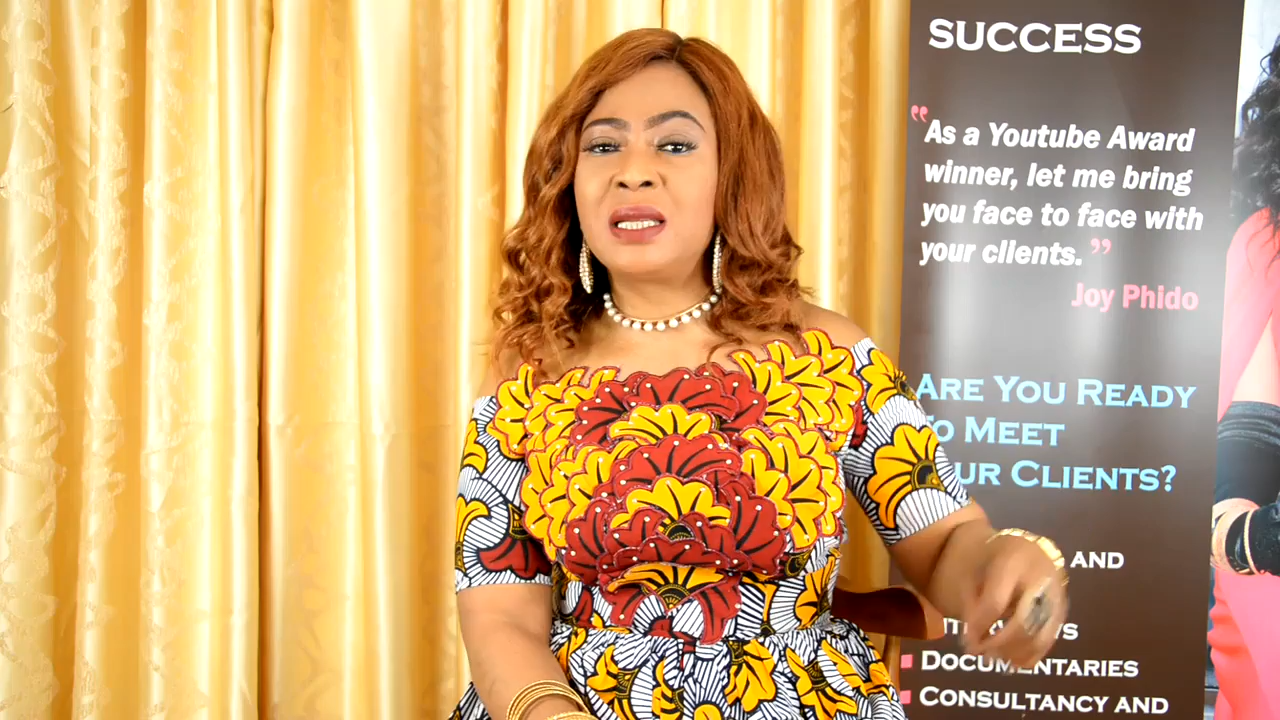 SUCCESS
“As a Youtube Award
winner, let me bring
you face to face with
your clients.”
Joy Phido
ARE YOU READY
TO MEET
UR CLIENTS?
AND
DOCUMENTARIES
CONSULTANCY AND